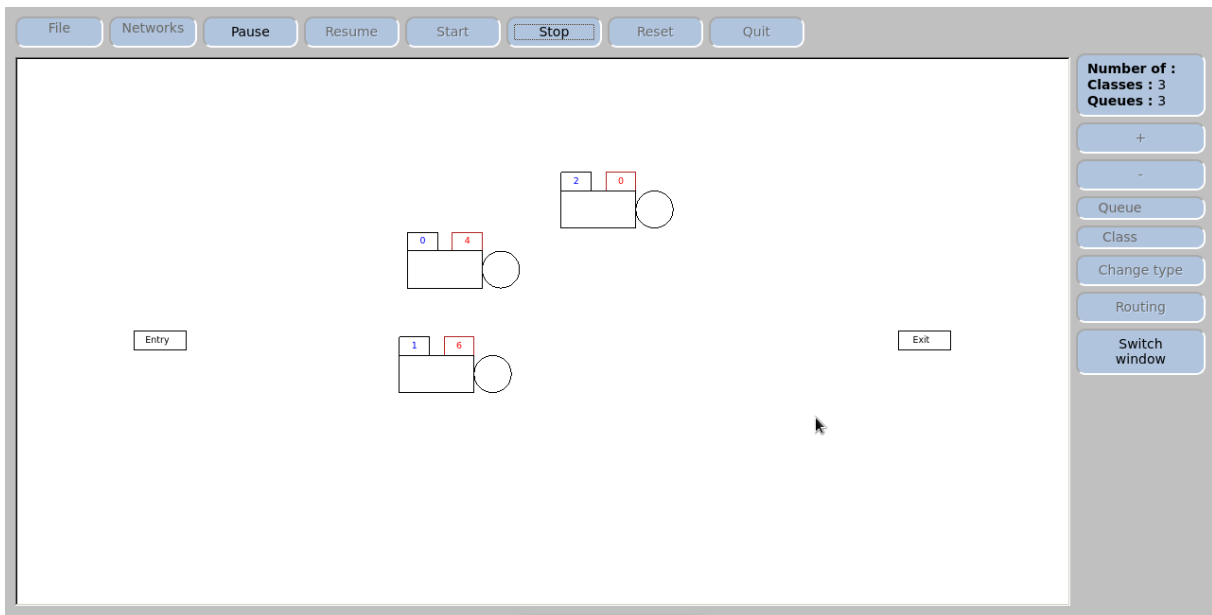 File Networks Pause Resume Start Stop Reset Quit
Number of :
Classes : 3
Queues : 3
+
-
Queue
Class
Change type
Routing
Switch
window
2 0
0 4
Entry
1 6
Exit